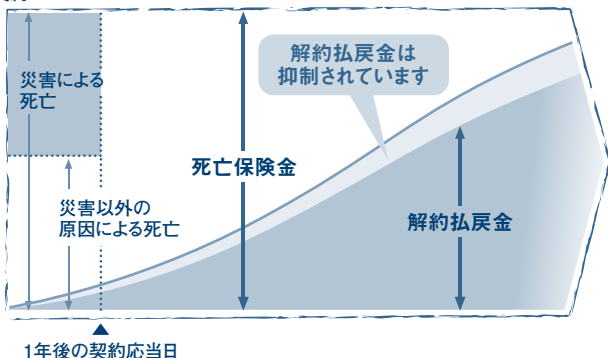 災害による
死亡
災害以外の
原因による死亡
死亡保険金
解約払戻金は
抑制されています
解約払戻金
1年後の契約応当日